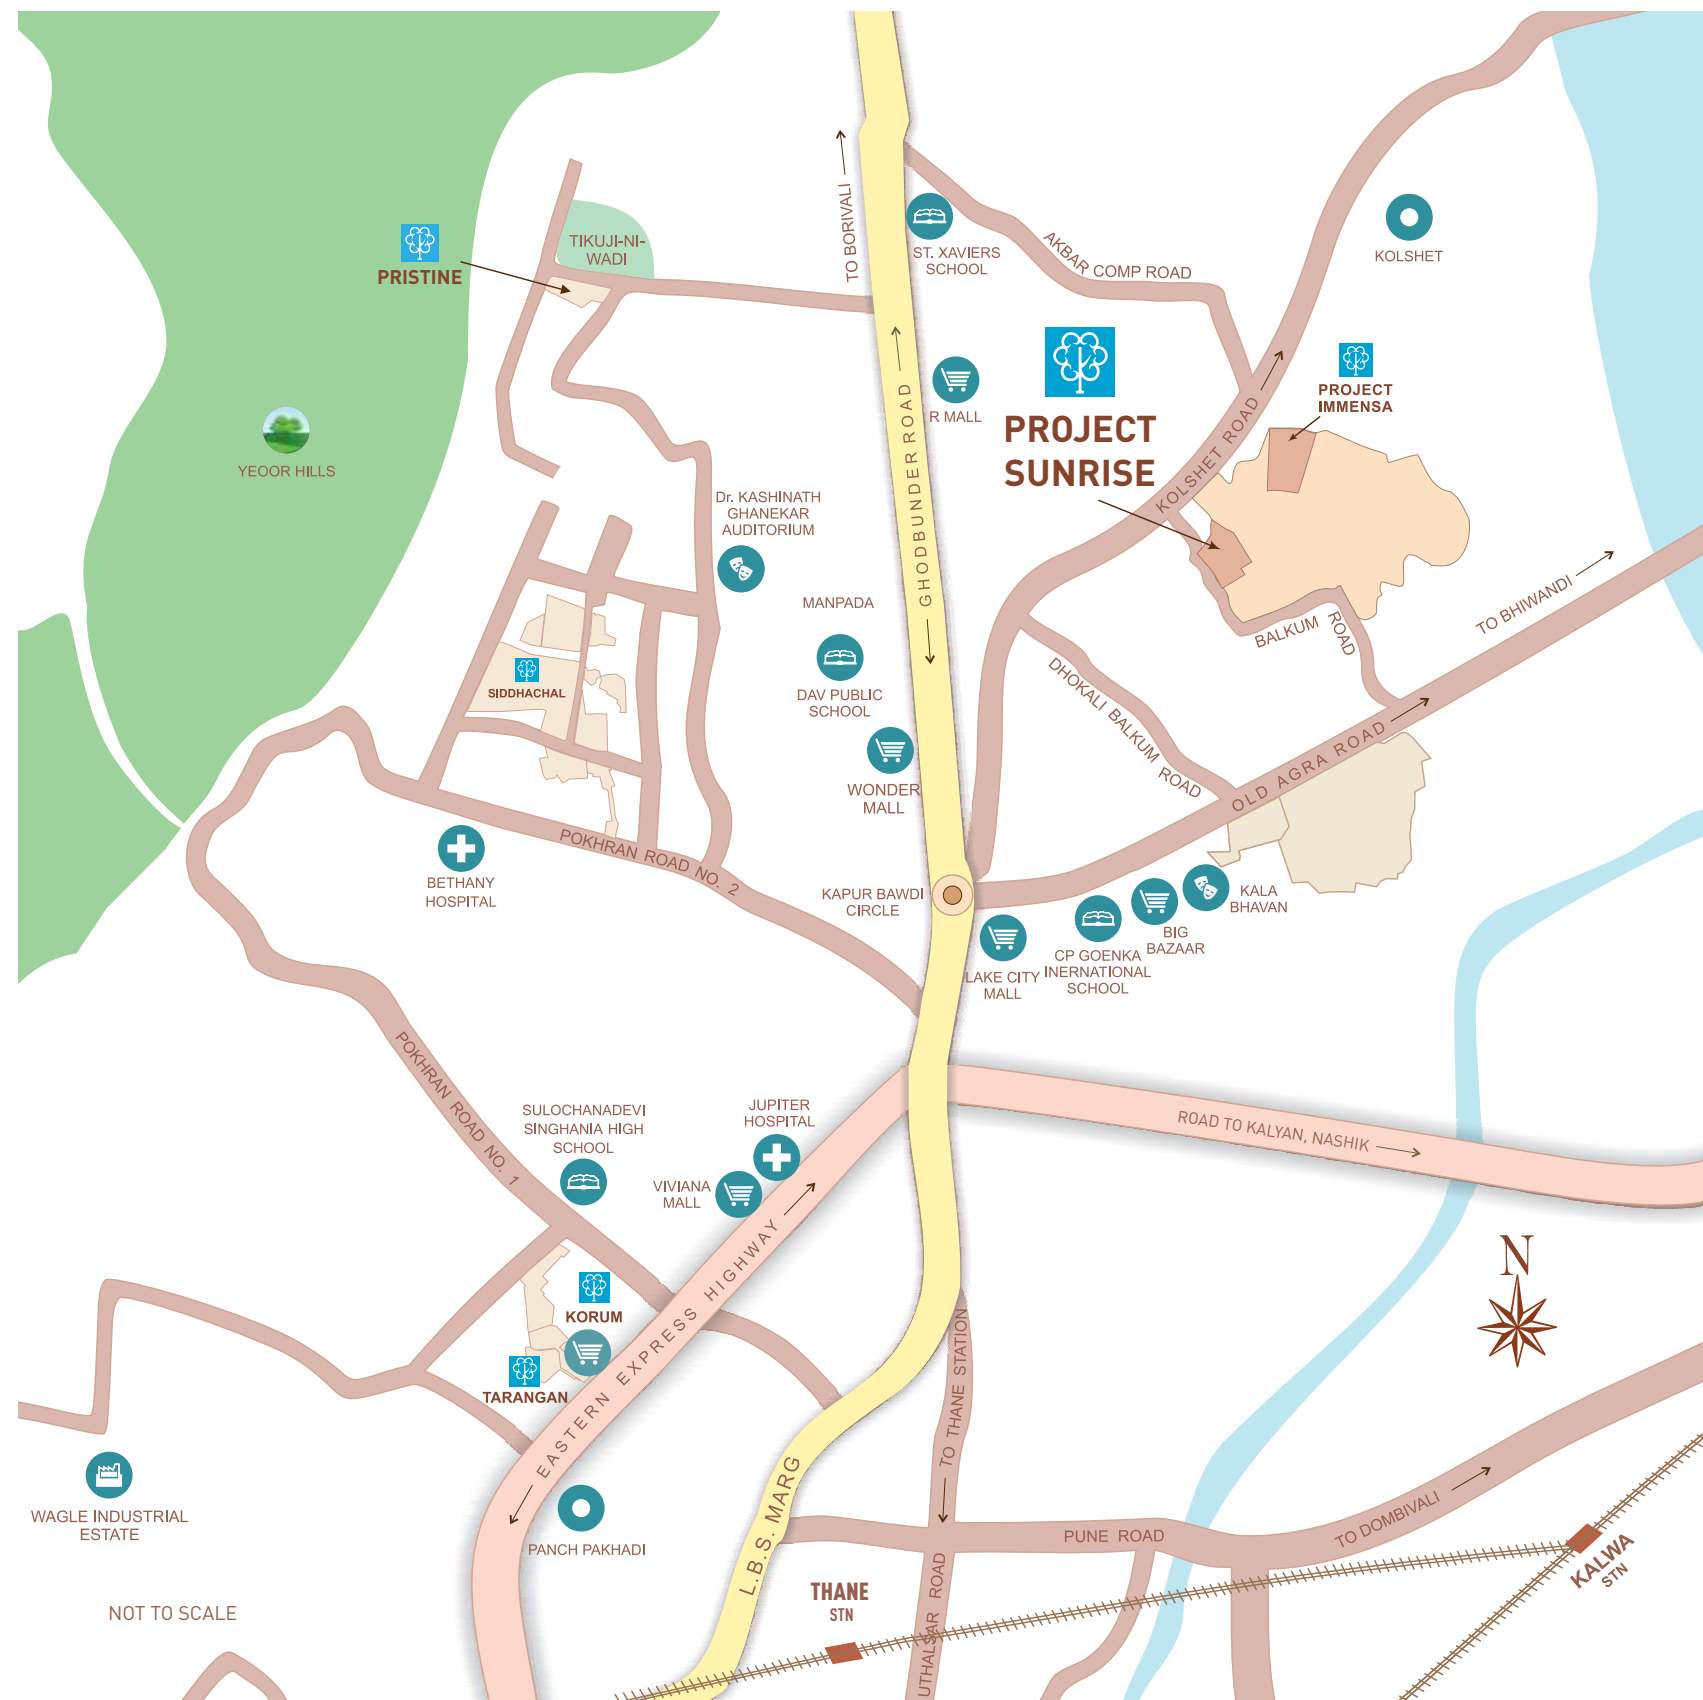 TO BORIVALI
TIKUJI-NI-
WADI
PRISTINE
ST. XAVIERS
SCHOOL
AKBAR COMP ROAD
KOLSHET
YEOOR HILLS
R MALL
GHODBUNDER ROAD
PROJECT
SUNRISE
PROJECT
IMMENSA
KOLSHET ROAD
Dr. KASHINATH
GHANEKAR
AUDITORIUM
MANPADA
DAV PUBLIC
SCHOOL
SIDDHACHAL
BALKUM ROAD
TO BHIWANDI
DHOKALI BALKUM ROAD
OLD AGRA ROAD
WONDER
MALL
POKHRAN ROAD NO. 2
BETHANY
HOSPITAL
KAPUR BAWDI
CIRCLE
KALA
BHAVAN
BIG
BAZAAR
CP GOENKA
INERNATIONAL
SCHOOL
LAKE CITY
MALL
POKHRAN ROAD NO. 1
SULOCHANADEVI
SINGHANIA HIGH
SCHOOL
JUPITER
HOSPITAL
VIVIANA
MALL
ROAD TO KALYAN, NASHIK
EASTERN EXPRESS HIGHWAY
N
KORUM
TARANGAN
TO THANE STATION
WAGLE INDUSTRIAL
ESTATE
PANCH PAKHADI
L.B.S. MARG
PUNE ROAD
TO DOMBIVALI
KALWA
STN
THANE
STN
UTHALSAR ROAD
NOT TO SCALE